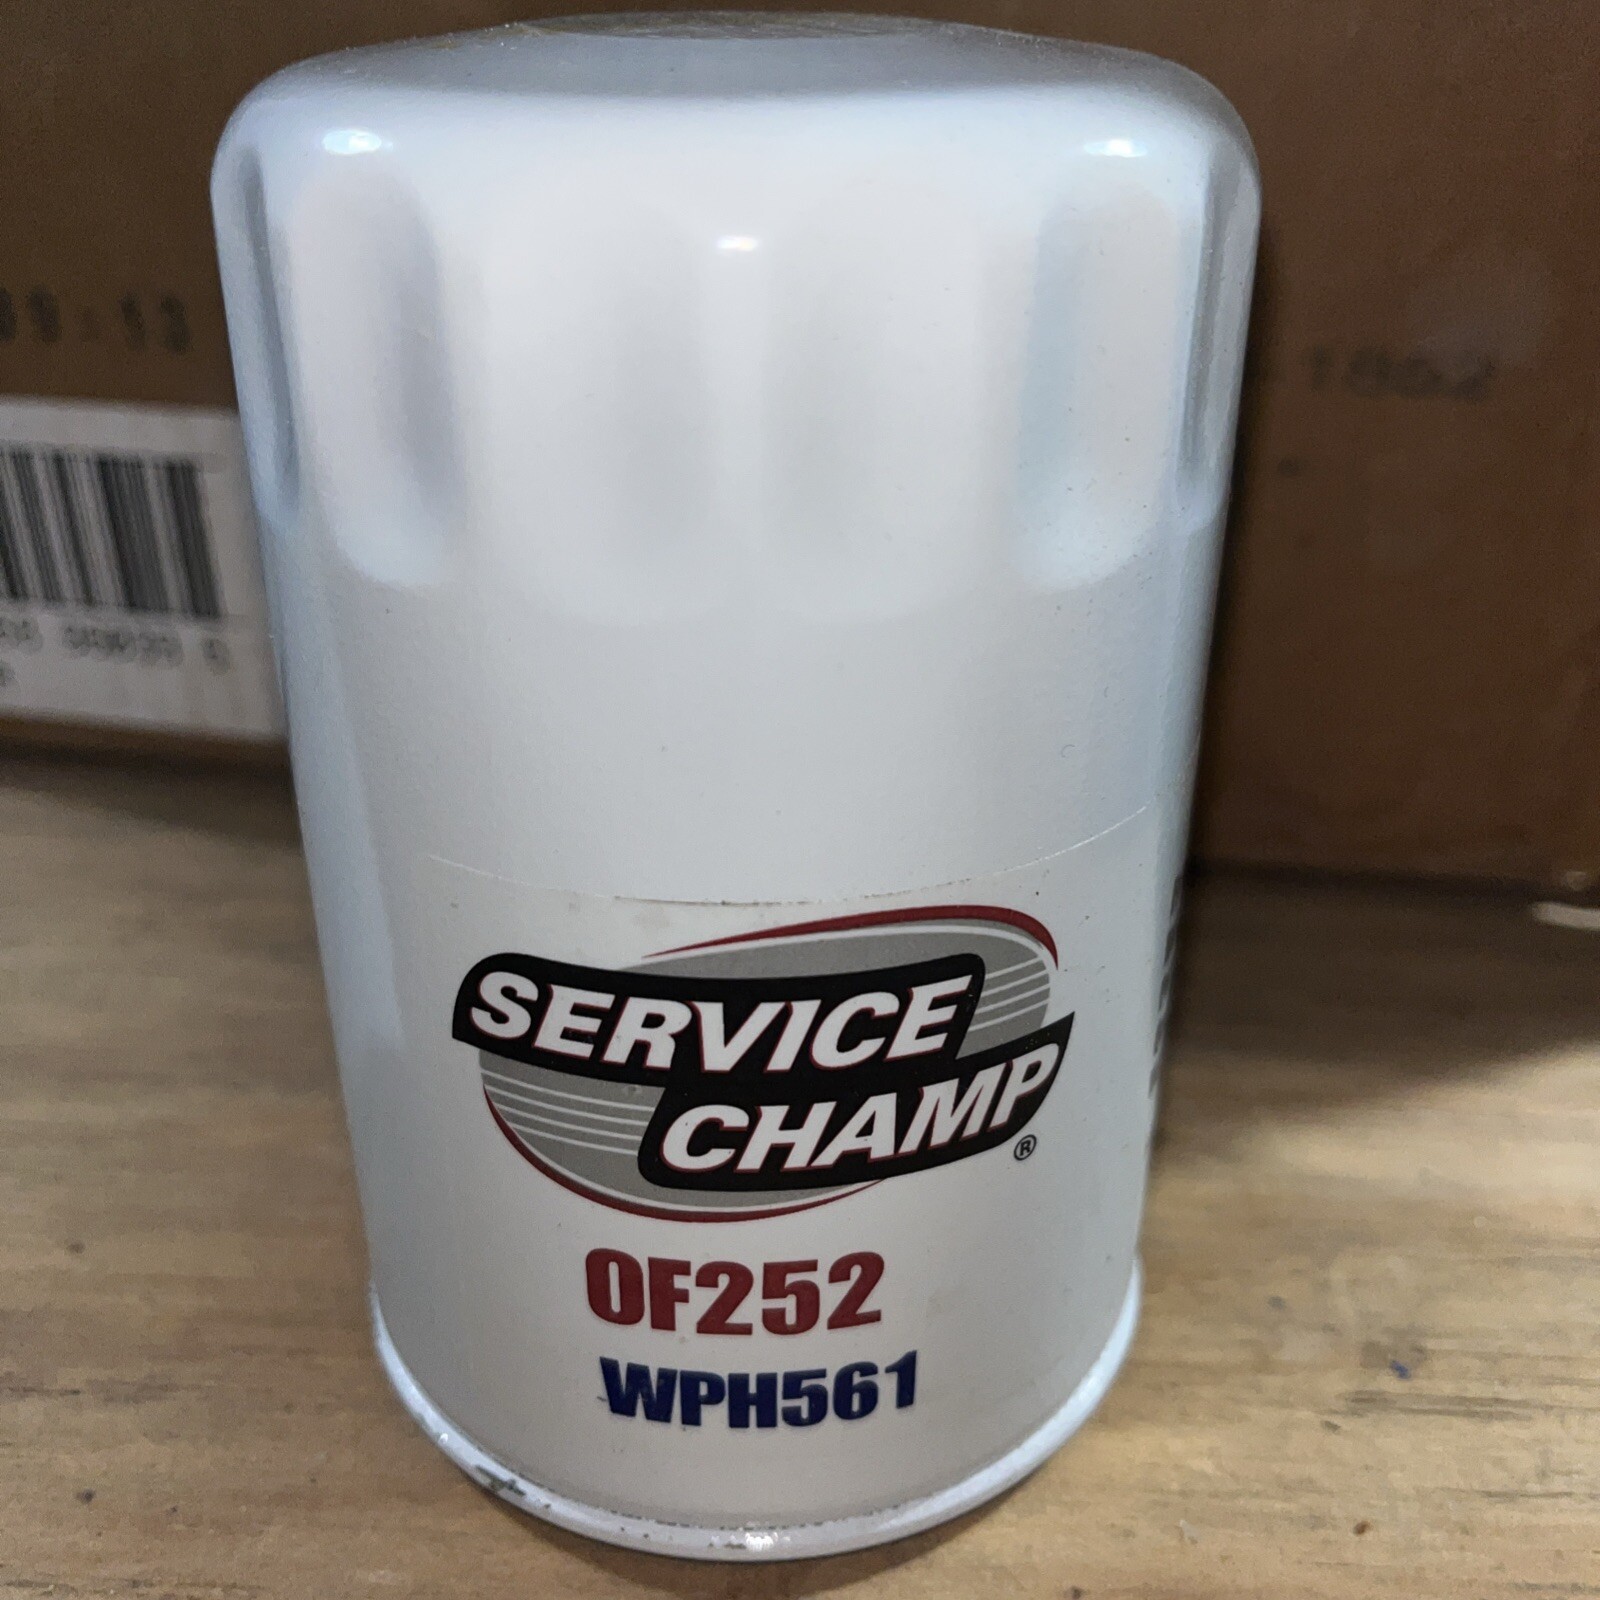 SERVICE
CHAMP
®
OF252
WPH561